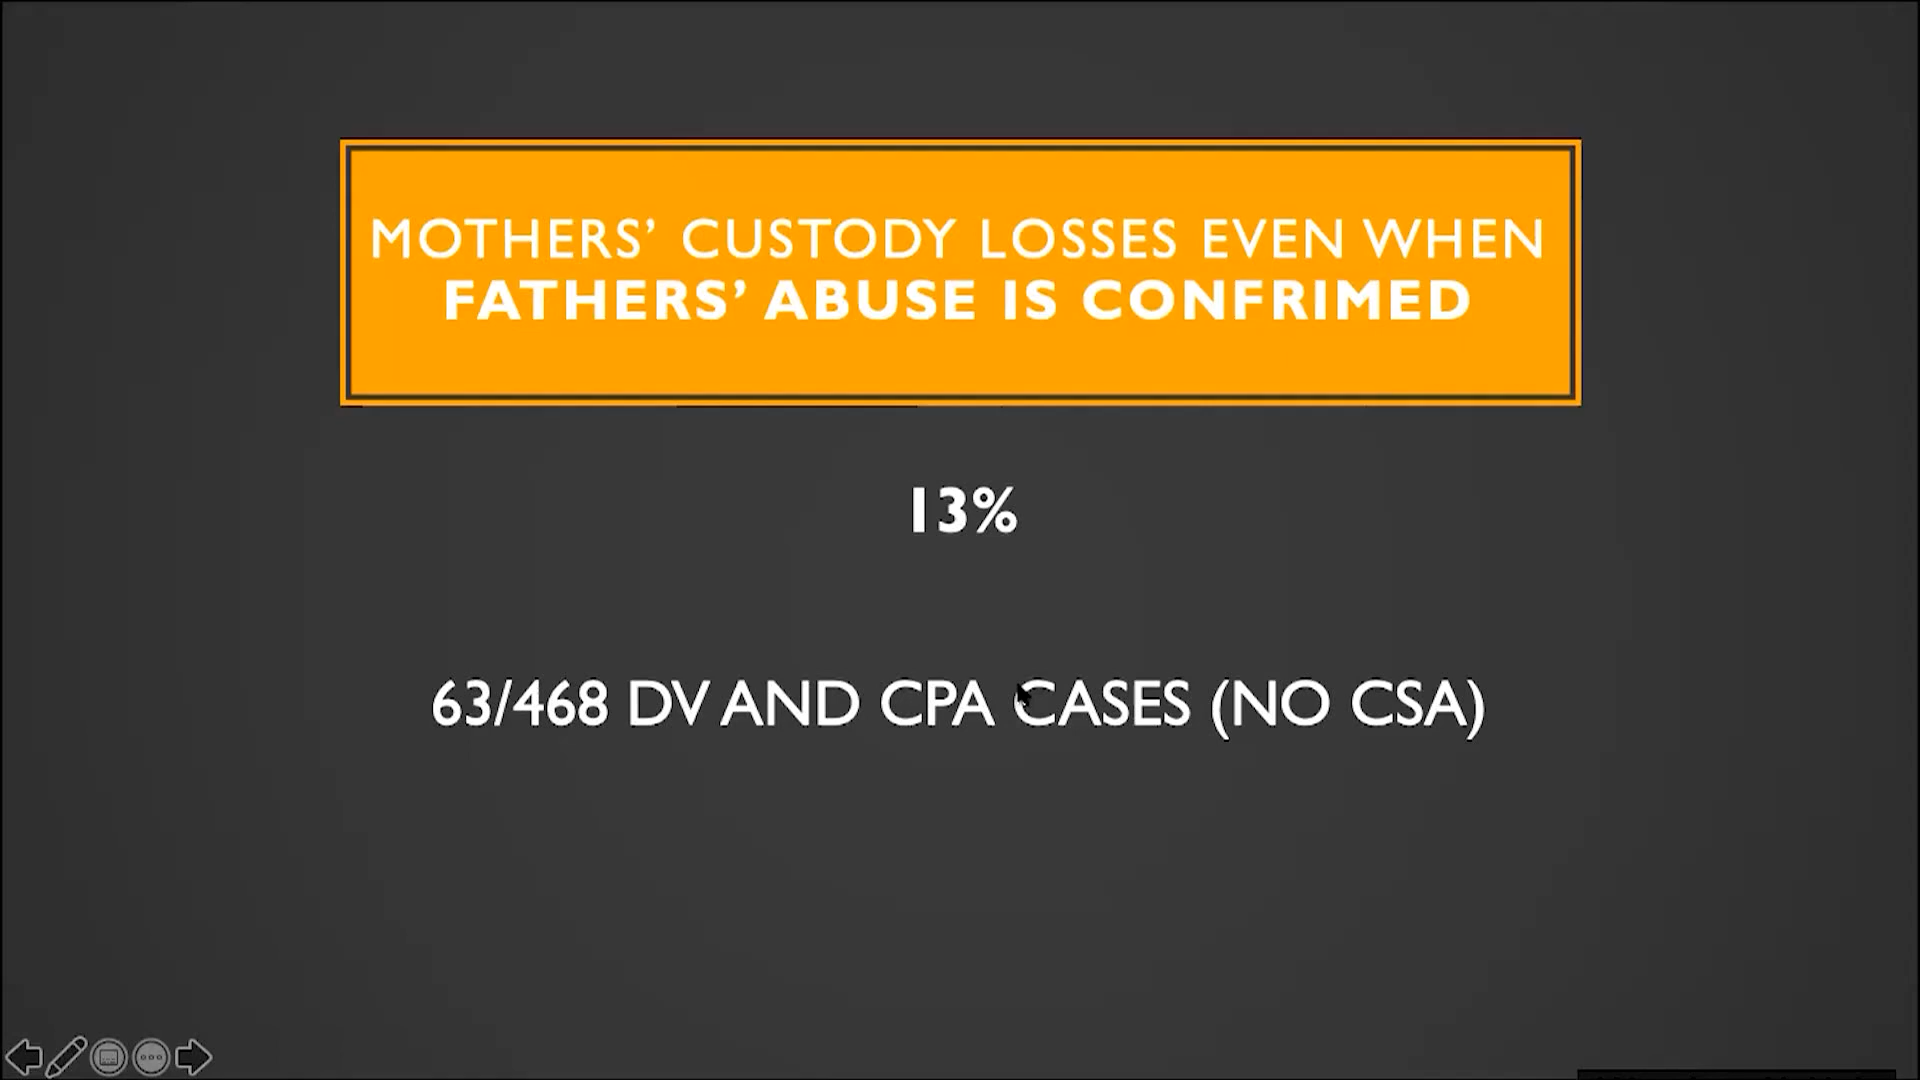 MOTHERS’ CUSTODY LOSSES EVEN WHEN
FATHERS’ ABUSE IS CONFRIMED
13%
63/468 DV AND CPA CASES (NO CSA)